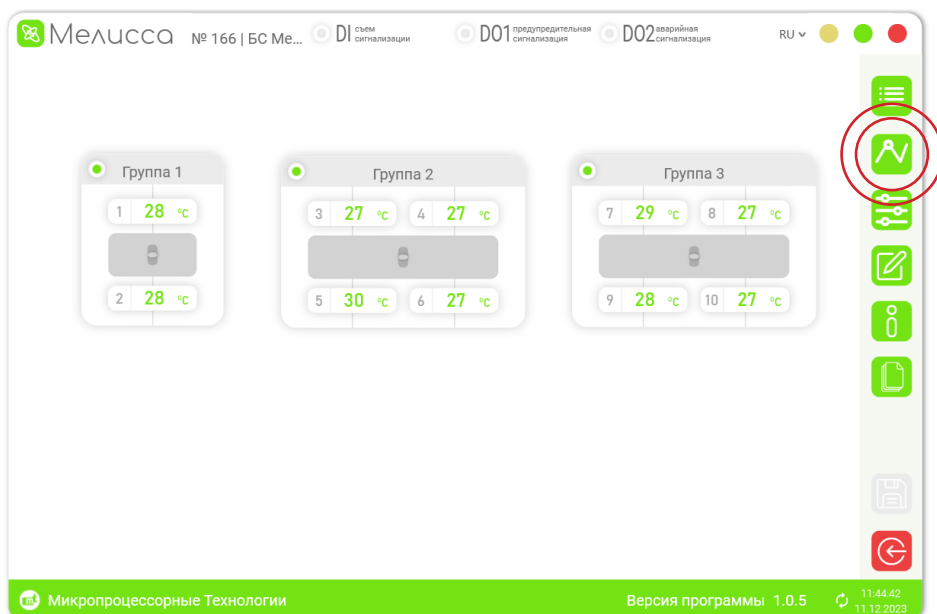 Мелисса № 166 | БС Ме... DI съем сигнализации DO1 предупредительная сигнализация DO2 аварийная сигнализация RU
Группа 1
1 28 °C
2 28 °C
Группа 2
3 27 °C 4 27 °C
5 30 °C 6 27 °C
Группа 3
7 29 °C 8 27 °C
9 28 °C 10 27 °C
Микропроцессорные Технологии Версия программы 1.0.5 11:44:42
11.12.2023